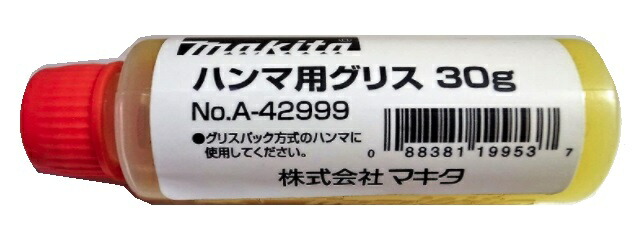 makita
ハンマ用グリス 30g
No.A-42999
●グリスパック方式のハンマに
使用してください。
0 88381 19953 7
株式会社 マキタ